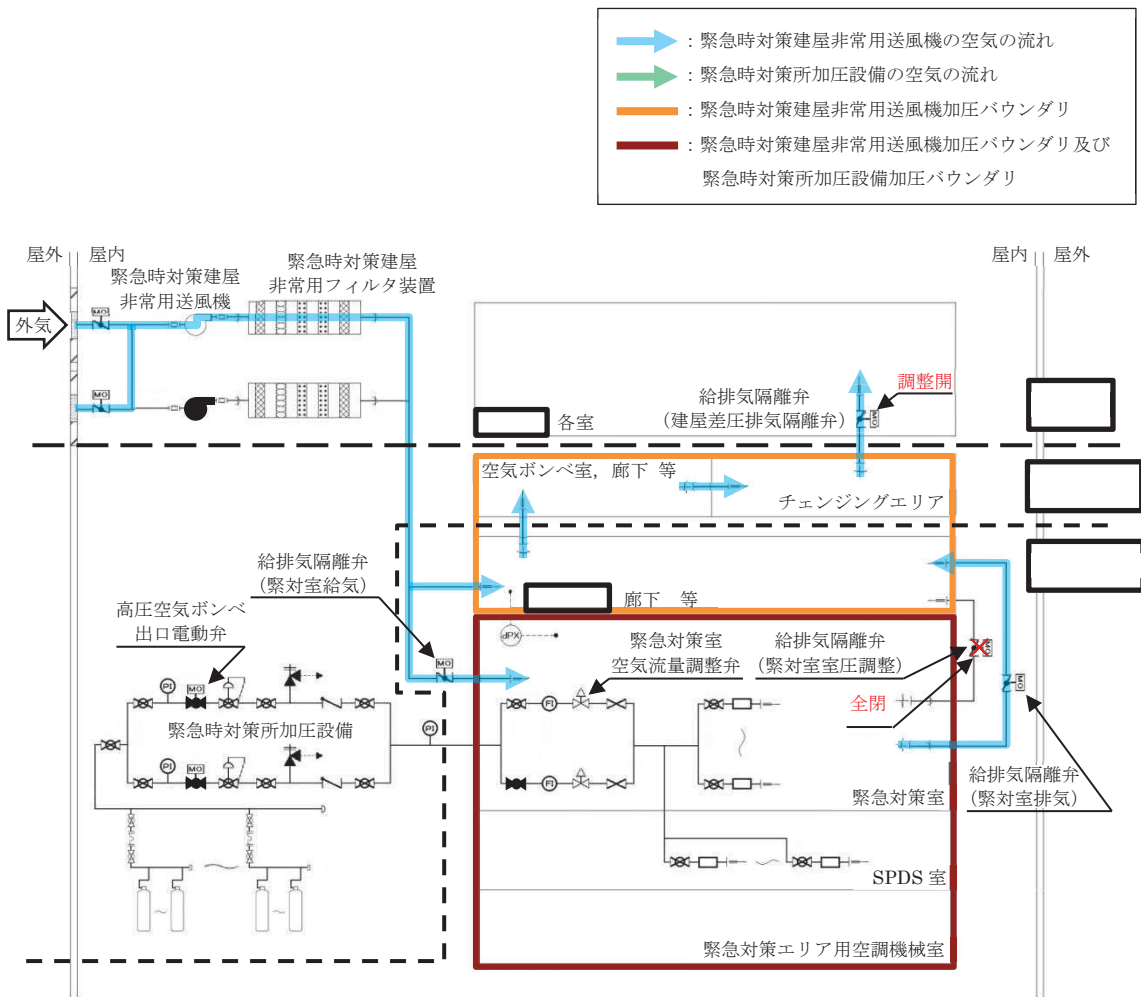 ：緊急時対策建屋非常用送風機の空気の流れ
：緊急時対策所加圧設備の空気の流れ
：緊急時対策建屋非常用送風機加圧バウンダリ
：緊急時対策建屋非常用送風機加圧バウンダリ及び
緊急時対策所加圧設備加圧バウンダリ
屋外
屋内
緊急時対策建屋
非常用送風機
緊急時対策建屋
非常用フィルタ装置
屋内
屋外
外気
MO
MO
各室
給排気隔離弁
（建屋差圧排気隔離弁）
調整開
MO
空気ボンベ室，廊下 等
チェンジングエリア
給排気隔離弁
（緊対室給気）
廊下 等
高圧空気ボンベ
出口電動弁
dPX
緊急対策室
空気流量調整弁
給排気隔離弁
（緊対室室圧調整）
MO
MO
MO
全閉
PI
MO
FI
緊急時対策所加圧設備
PI
PI
MO
FI
給排気隔離弁
（緊対室排気）
緊急対策室
SPDS 室
緊急対策エリア用空調機械室